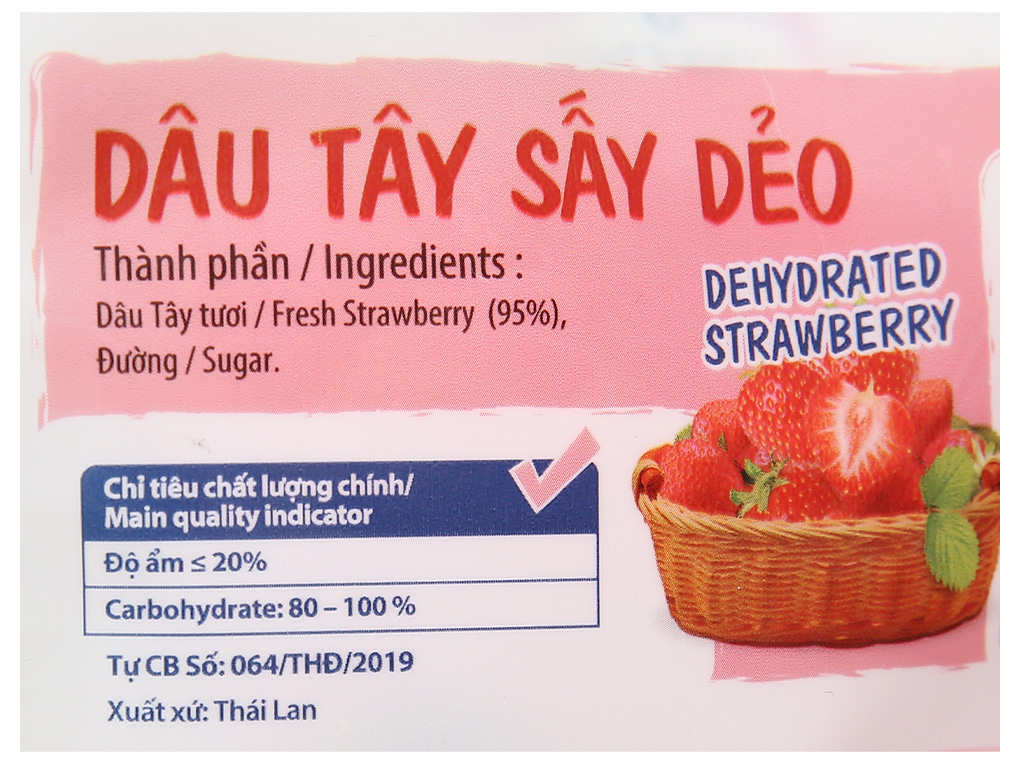 DÂU TÂY SẤY DẺO
Thành phần / Ingredients :
Dâu Tây tươi / Fresh Strawberry (95%),
Đường / Sugar.
DEHYDRATED
STRAWBERRY
Chỉ tiêu chất lượng chính/
Main quality indicator
Độ ẩm ≤ 20%
Carbohydrate: 80 – 100 %
Tự CB Số: 064/THĐ/2019
Xuất xứ: Thái Lan